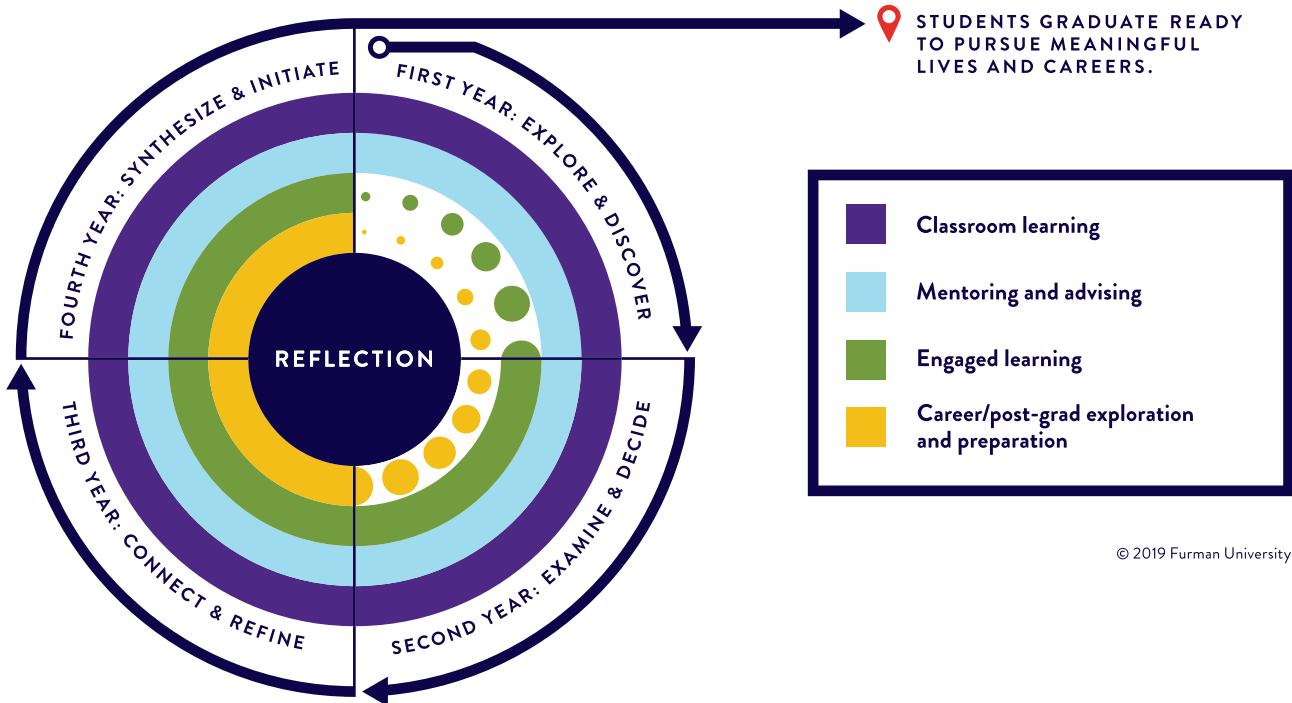 STUDENTS GRADUATE READY
TO PURSUE MEANINGFUL
LIVES AND CAREERS.
FIRST YEAR: EXPLORE & DISCOVER
SECOND YEAR: EXAMINE & DECIDE
THIRD YEAR: CONNECT & REFINE
FOURTH YEAR: SYNTHESIZE & INITIATE
REFLECTION
Classroom learning
Mentoring and advising
Engaged learning
Career/post-grad exploration
and preparation
© 2019 Furman University